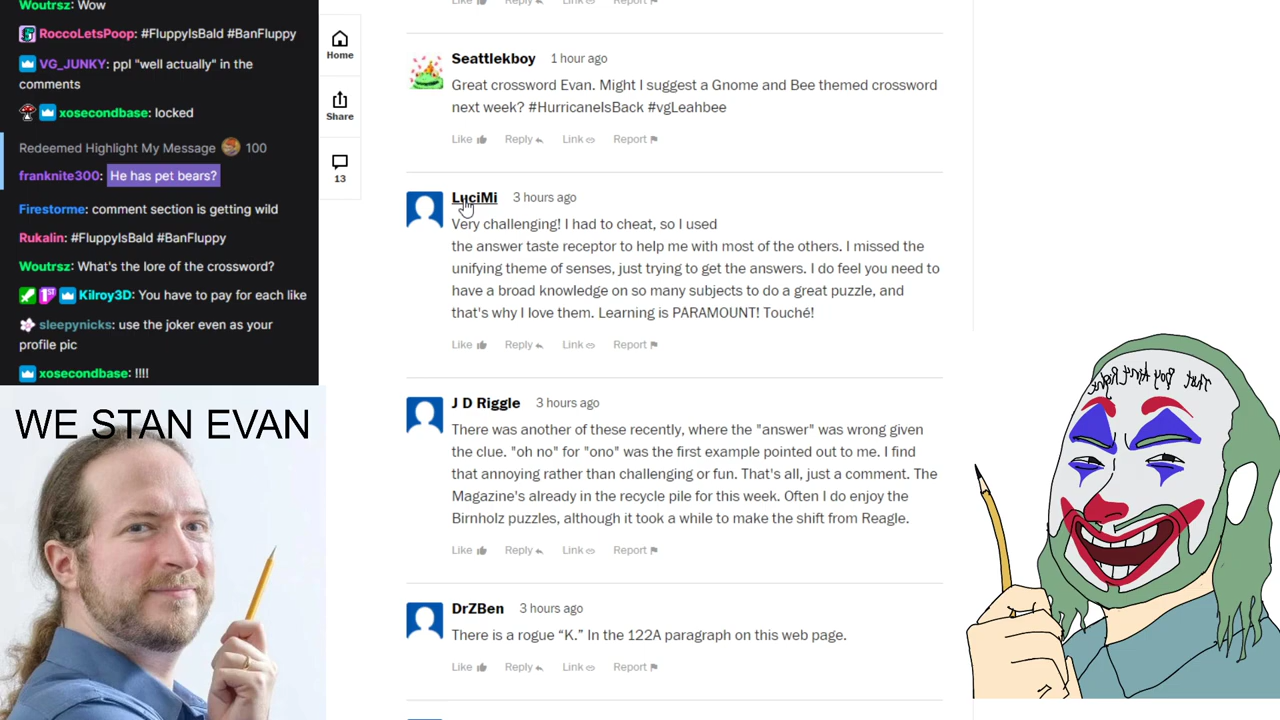 Woutrsz: Wow
RoccoLetsPoop: #FluppyIsBald #BanFluppy
VG_JUNKY: ppl "well actually" in the
comments
xosecondbase: locked
Redeemed Highlight My Message 100
franknite300: He has pet bears?
Firestorme: comment section is getting wild
Rukalin: #FluppyIsBald #BanFluppy
Woutrsz: What's the lore of the crossword?
1ST Kilroy3D: You have to pay for each like
sleepynicks: use the joker even as your
profile pic
xosecondbase: !!!!
WE STAN EVAN
Home
Share
13
Like Reply Link Report
Seattlekboy 1 hour ago
Great crossword Evan. Might I suggest a Gnome and Bee themed crossword
next week? #HurricaneIsBack #vgLeahbee
Like Reply Link Report
LuciMi 3 hours ago
Very challenging! I had to cheat, so I used
the answer taste receptor to help me with most of the others. I missed the
unifying theme of senses, just trying to get the answers. I do feel you need to
have a broad knowledge on so many subjects to do a great puzzle, and
that's why I love them. Learning is PARAMOUNT! Touché!
Like Reply Link Report
J D Riggle 3 hours ago
There was another of these recently, where the "answer" was wrong given
the clue. "oh no" for "ono" was the first example pointed out to me. I find
that annoying rather than challenging or fun. That's all, just a comment. The
Magazine's already in the recycle pile for this week. Often I do enjoy the
Birnholz puzzles, although it took a while to make the shift from Reagle.
Like Reply Link Report
DrZBen 3 hours ago
There is a rogue “K.” In the 122A paragraph on this web page.
Like Reply Link Report
That Boy Ain't Right